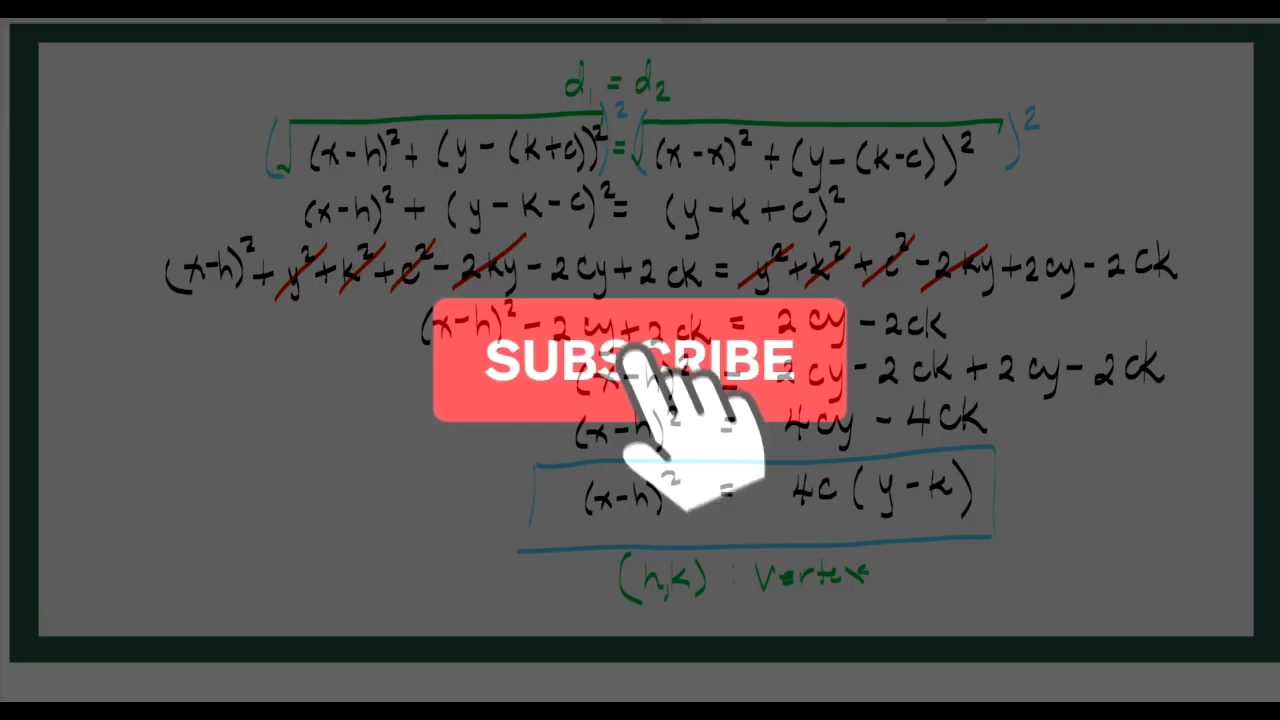 d₁ = d₂
(√((x-h)² + (y-(k+c))²)² = (√((x-x)² + (y-(k-c))²)²
(x-h)² + (y-k-c)² = (y-k+c)²
(x-h)² + y² + k² + c² - 2ky - 2cy + 2ck = y² + k² + c² - 2ky + 2cy - 2ck
(x-h)² - 2cy + 2ck = 2cy - 2ck
SUBSCRIBE
(x-h)² = 2cy - 2ck + 2cy - 2ck
(x-h)² = 4cy - 4ck
(x-h)² = 4c(y-k)
(h,k) : Vertex